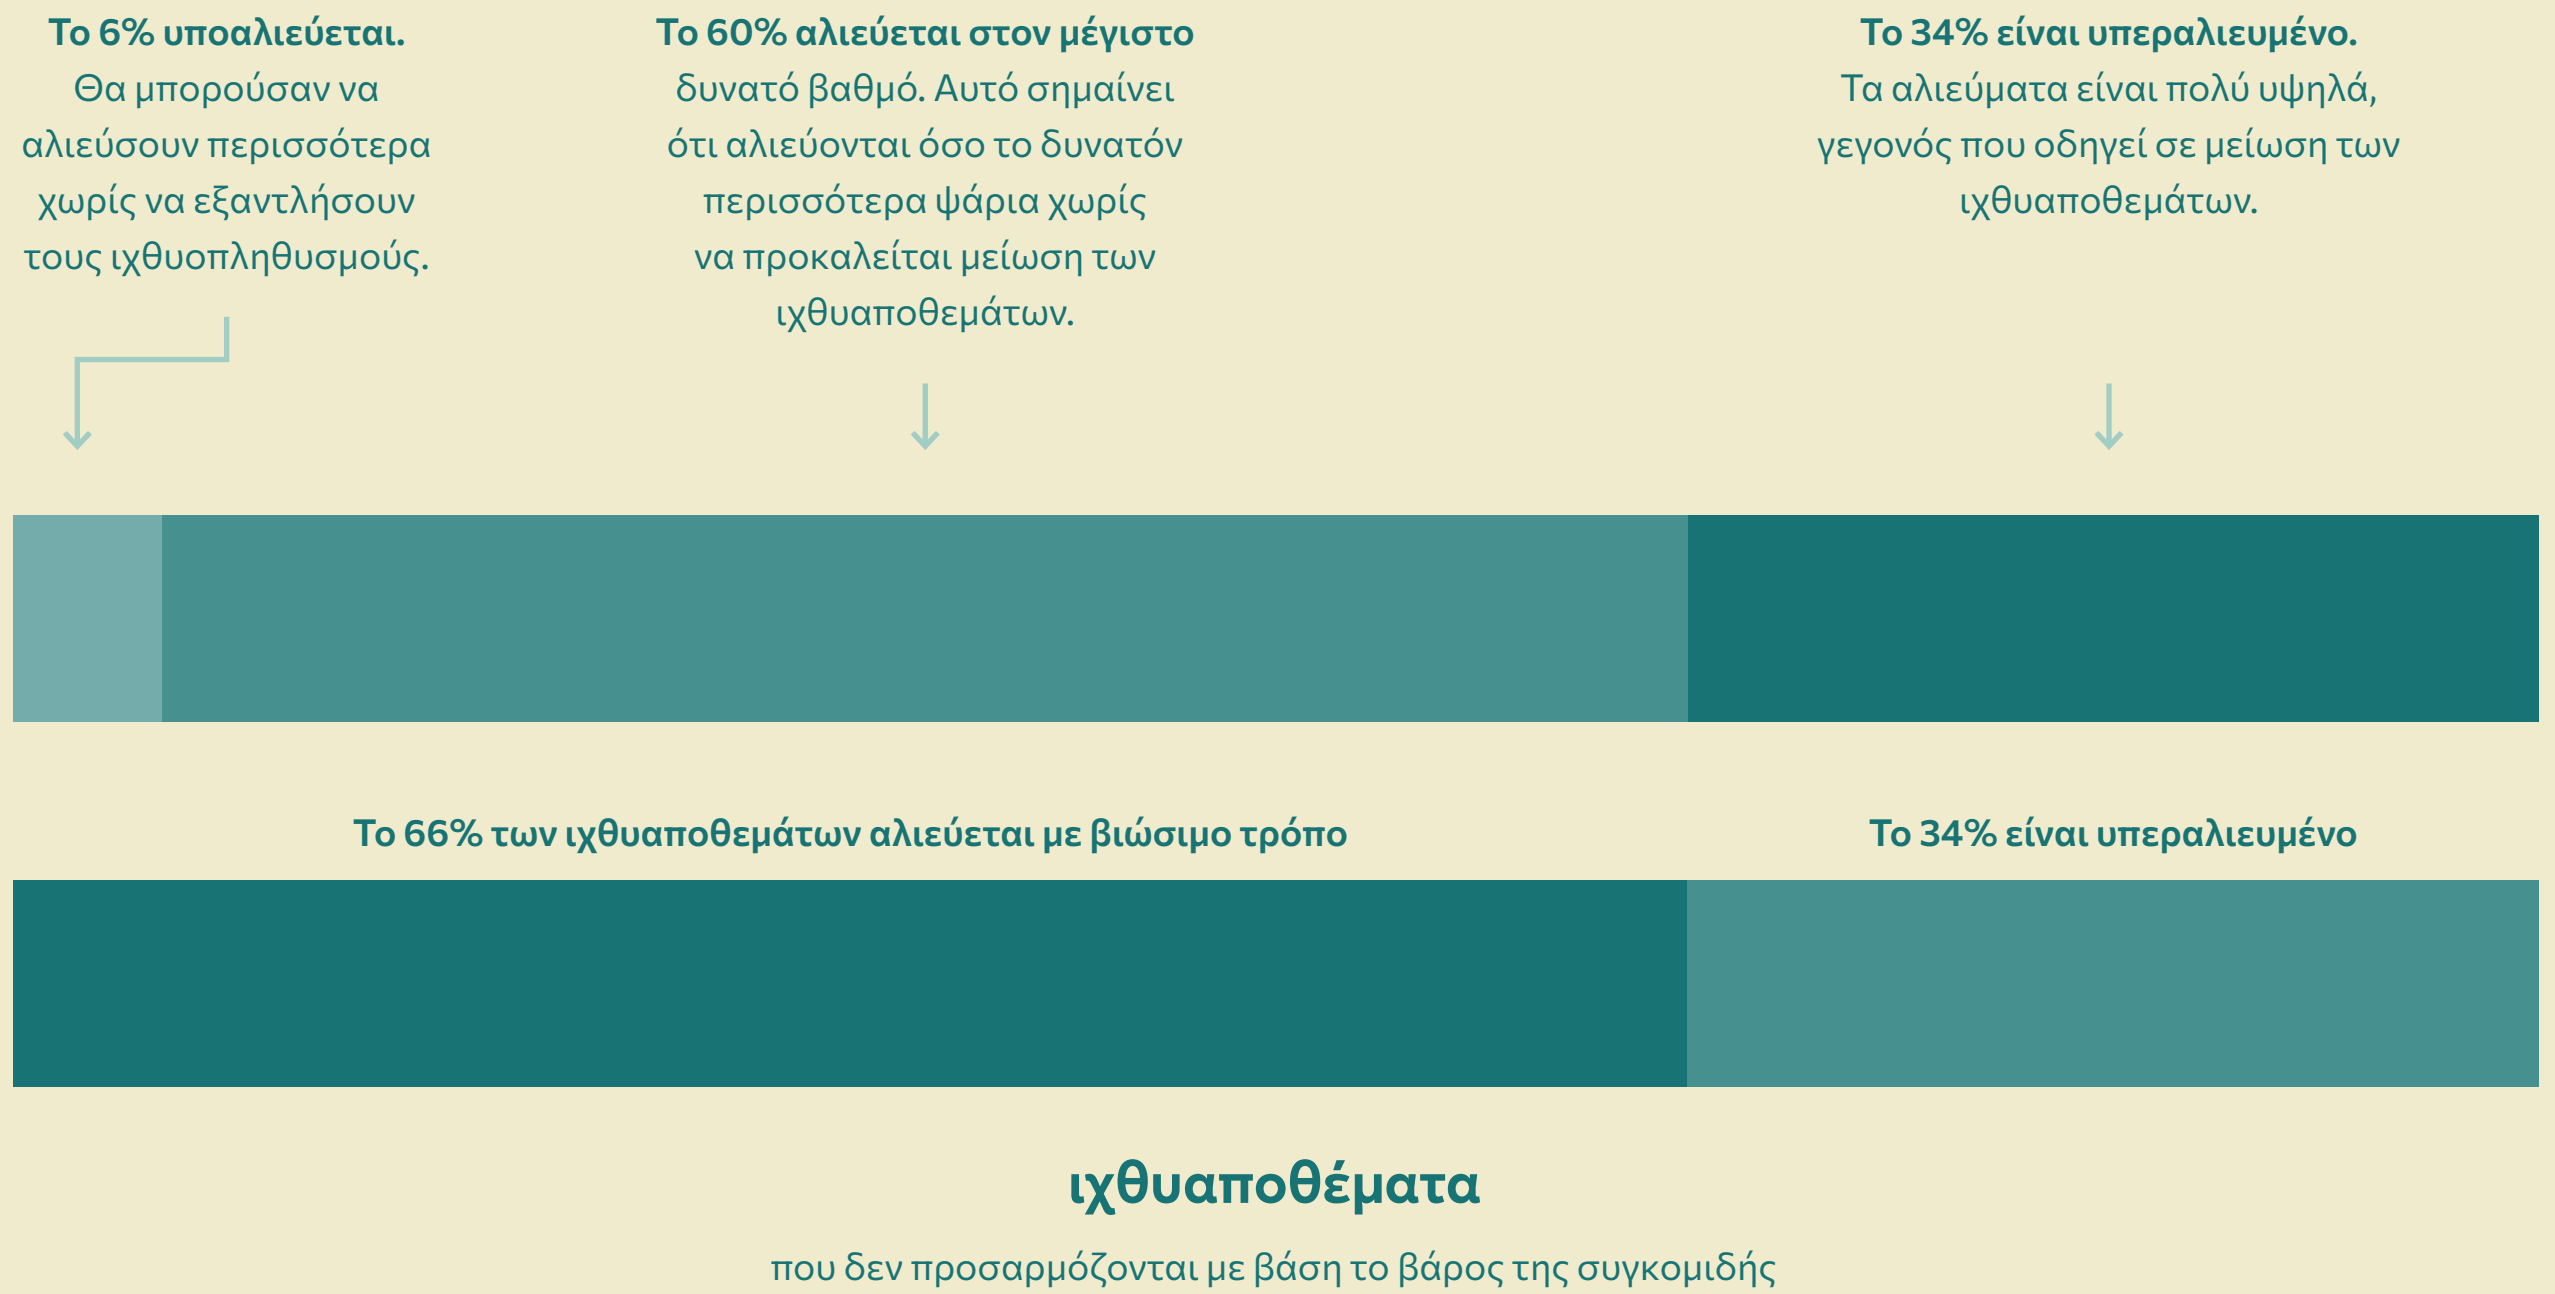 Το 6% υποαλιεύεται.
Θα μπορούσαν να
αλιεύσουν περισσότερα
χωρίς να εξαντλήσουν
τους ιχθυοπληθυσμούς.
Το 60% αλιεύεται στον μέγιστο
δυνατό βαθμό. Αυτό σημαίνει
ότι αλιεύονται όσο το δυνατόν
περισσότερα ψάρια χωρίς
να προκαλείται μείωση των
ιχθυαποθεμάτων.
Το 34% είναι υπεραλιευμένο.
Τα αλιεύματα είναι πολύ υψηλά,
γεγονός που οδηγεί σε μείωση των
ιχθυαποθεμάτων.
Το 66% των ιχθυαποθεμάτων αλιεύεται με βιώσιμο τρόπο
Το 34% είναι υπεραλιευμένο
ιχθυαποθέματα
που δεν προσαρμόζονται με βάση το βάρος της συγκομιδής